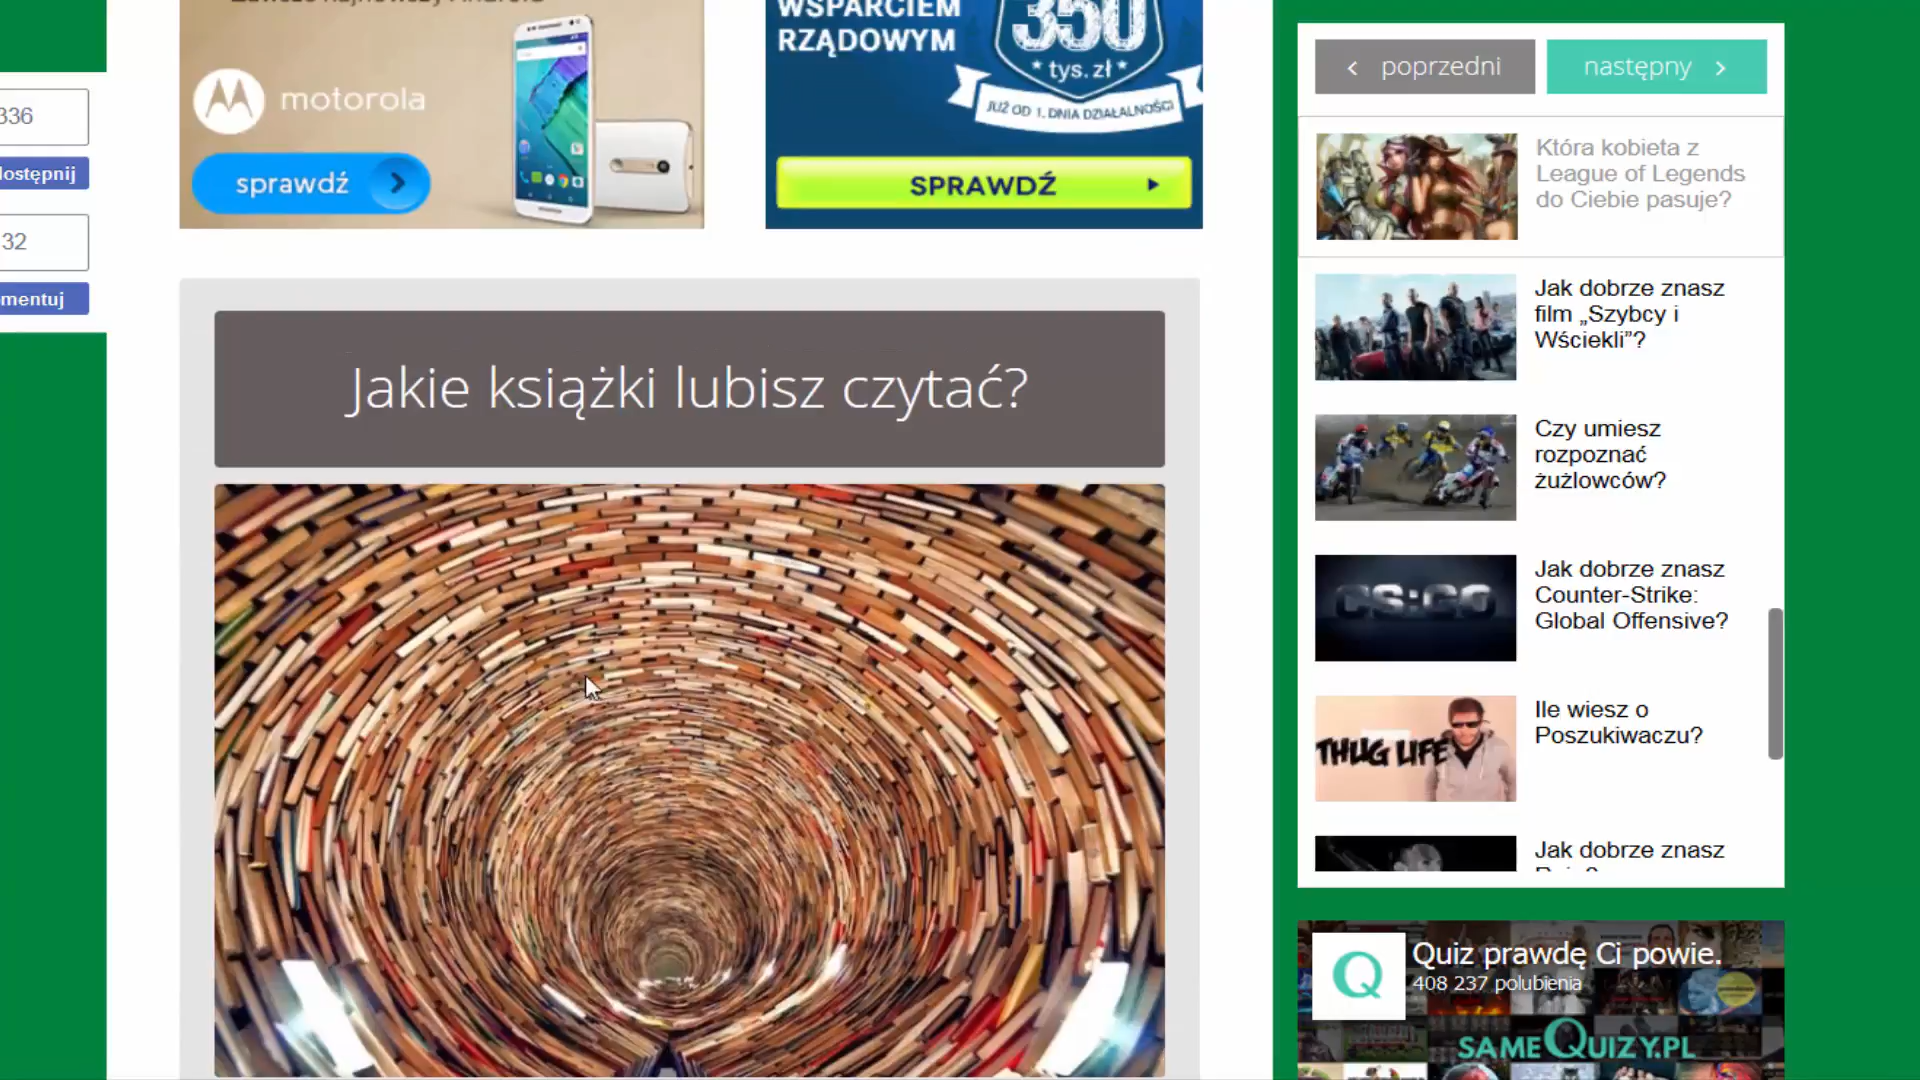 WSPARCIEM
RZĄDOWYM
350
tys. zł
JUŻ OD 1. DNIA DZIAŁALNOŚCI
motorola
sprawdź
SPRAWDŹ
336
32
poprzedni
następny
Która kobieta z
League of Legends
do Ciebie pasuje?
Jak dobrze znasz
film „Szybcy i
Wściekli”?
Czy umiesz
rozpoznać
żużlowców?
CS:GO
Jak dobrze znasz
Counter-Strike:
Global Offensive?
THUG LIFE
Ile wiesz o
Poszukiwaczu?
Jak dobrze znasz
Jakie książki lubisz czytać?
Quiz prawdę Ci powie.
408 237 polubienia
SAMEQUIZY.PL